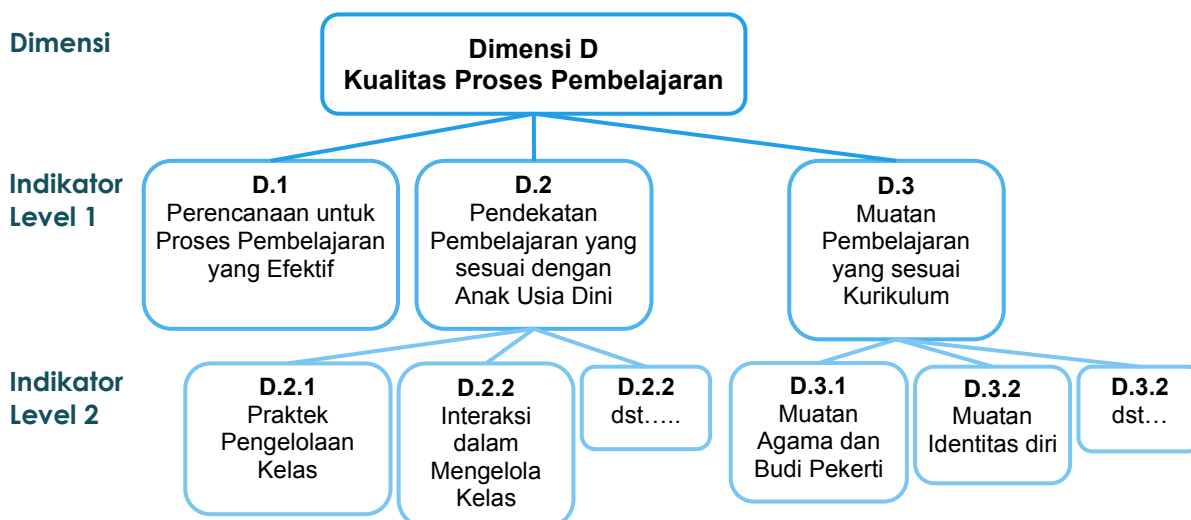 Dimensi
Dimensi D
Kualitas Proses Pembelajaran
Indikator
Level 1
D.1
Perencanaan untuk
Proses Pembelajaran
yang Efektif
D.2
Pendekatan
Pembelajaran yang
sesuai dengan
Anak Usia Dini
D.3
Muatan
Pembelajaran
yang sesuai
Kurikulum
Indikator
Level 2
D.2.1
Praktek
Pengelolaan
Kelas
D.2.2
Interaksi
dalam
Mengelola
Kelas
D.2.2
dst…..
D.3.1
Muatan
Agama dan
Budi Pekerti
D.3.2
Muatan
Identitas diri
D.3.2
dst…